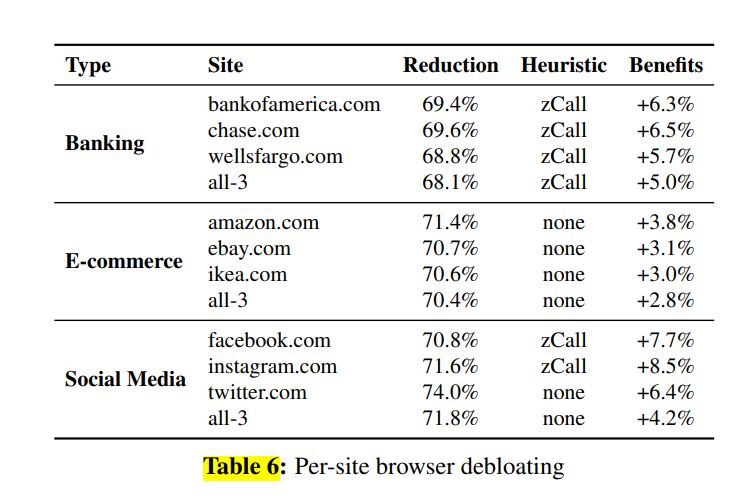 Type Site Reduction Heuristic Benefits
bankofamerica.com 69.4% zCall +6.3%
chase.com 69.6% zCall +6.5%
Banking
wellsfargo.com 68.8% zCall +5.7%
all-3 68.1% zCall +5.0%
amazon.com 71.4% none +3.8%
ebay.com 70.7% none +3.1%
E-commerce
ikea.com 70.6% none +3.0%
all-3 70.4% none +2.8%
facebook.com 70.8% zCall +7.7%
instagram.com 71.6% zCall +8.5%
Social Media
twitter.com 74.0% none +6.4%
all-3 71.8% none +4.2%
Table 6: Per-site browser debloating